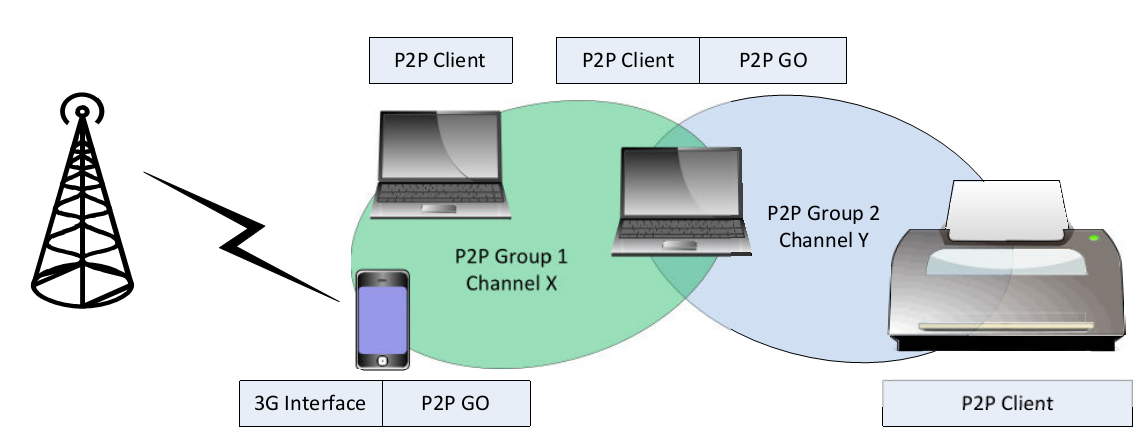 P2P Client
P2P Client
P2P GO
P2P Group 1
Channel X
P2P Group 2
Channel Y
3G Interface
P2P GO
P2P Client